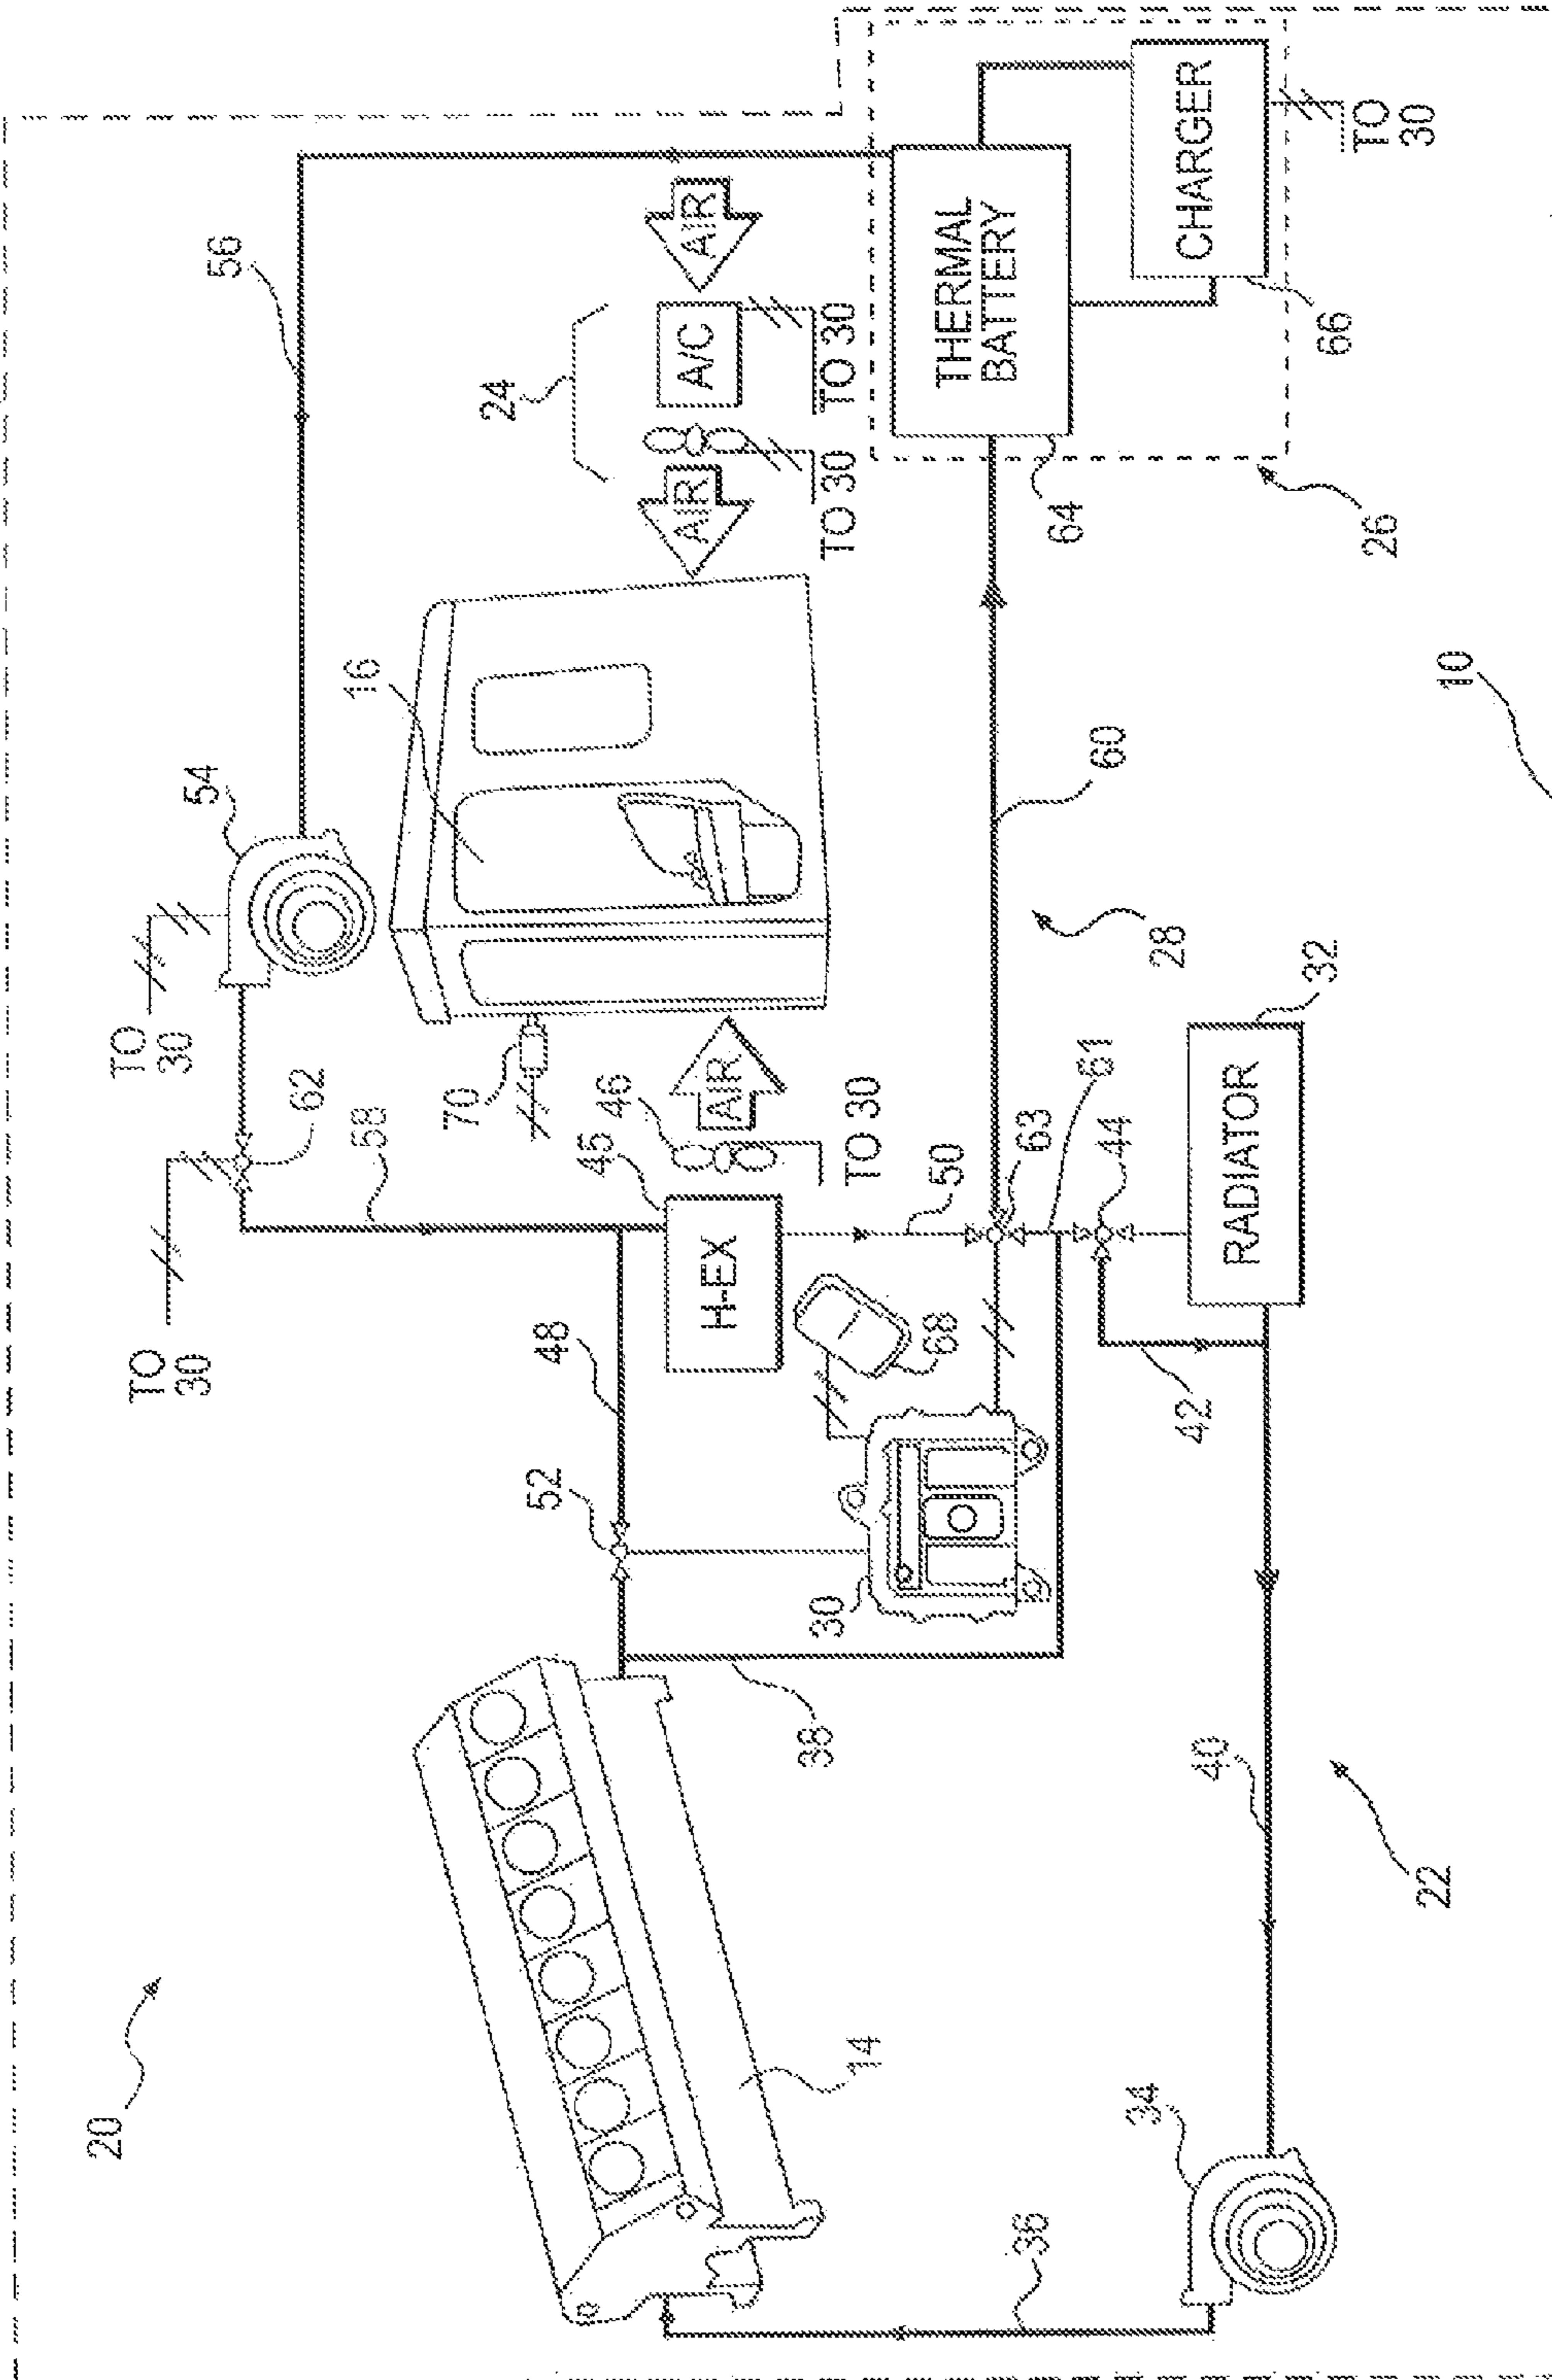 20
22
10
TO
30
TO
30
62
58
54
56
16
70
24
AIR
A/C
TO 30
AIR
TO 30
THERMAL
BATTERY
64
CHARGER
66
TO
30
26
28
60
45
46
AIR
TO 30
H-EX
48
50
63
61
44
RADIATOR
32
42
68
52
30
38
14
40
34
36